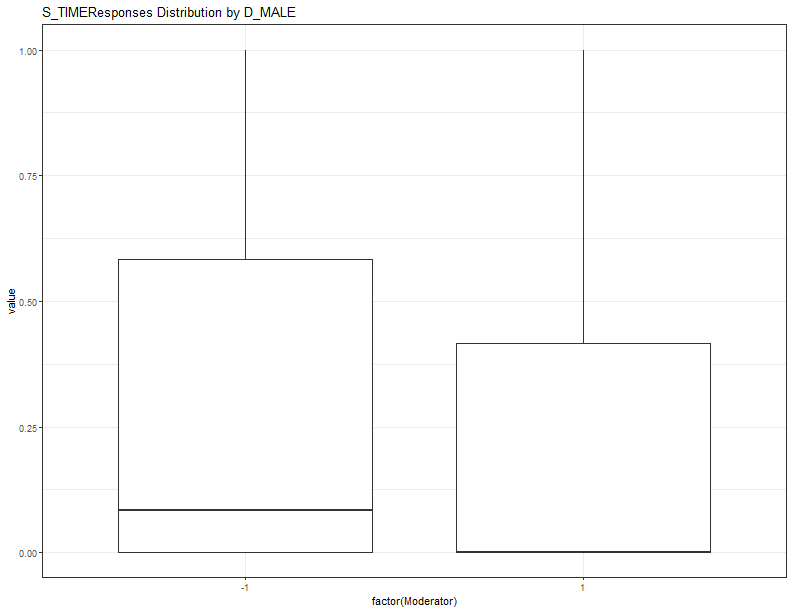 S_TIMEResponses Distribution by D_MALE
1.00
0.75
0.50
0.25
0.00
value
-1
1
factor(Moderator)